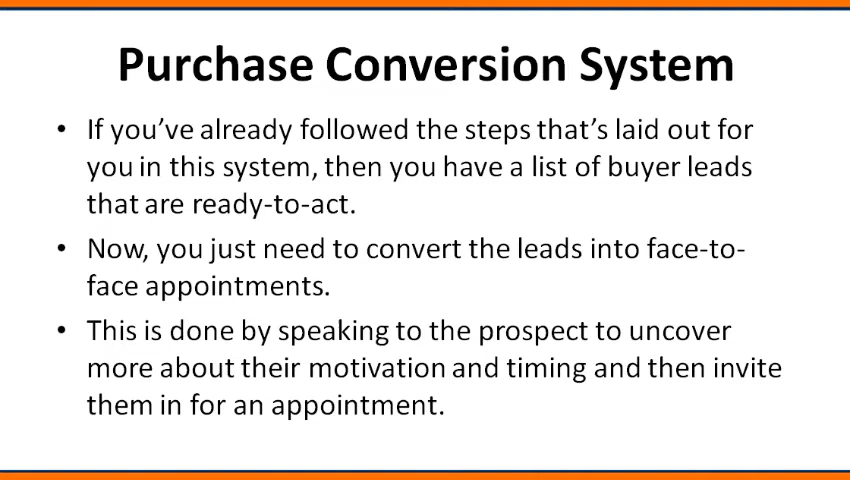 Purchase Conversion System
• If you’ve already followed the steps that’s laid out for
you in this system, then you have a list of buyer leads
that are ready-to-act.
• Now, you just need to convert the leads into face-to-
face appointments.
• This is done by speaking to the prospect to uncover
more about their motivation and timing and then invite
them in for an appointment.